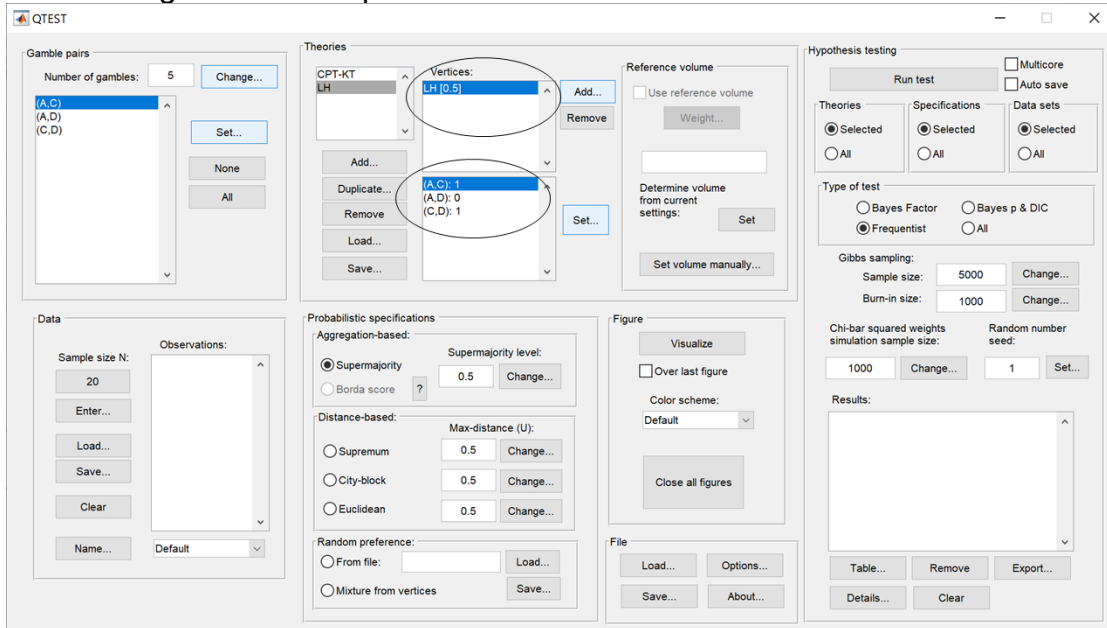 QTEST
Gamble pairs
Number of gambles: 5 Change...
(A,C)
(A,D)
(C,D)
Set...
None
All
Theories
CPT-KT
LH
Vertices:
LH [0.5]
Add...
Remove
Add...
Duplicate...
Remove
Load...
Save...
(A,C): 1
(A,D): 0
(C,D): 1
Set...
Reference volume
Use reference volume
Weight...
Determine volume
from current
settings:
Set
Set volume manually...
Hypothesis testing
Run test
Multicore
Auto save
Theories
Selected
All
Specifications
Selected
All
Data sets
Selected
All
Type of test
Bayes Factor Bayes p & DIC
Frequentist All
Gibbs sampling:
Sample size: 5000 Change...
Burn-in size: 1000 Change...
Chi-bar squared weights
simulation sample size:
1000 Change...
Random number
seed:
1 Set...
Results:
Table... Remove Export...
Details... Clear
Data
Sample size N:
20
Enter...
Load...
Save...
Clear
Name... Default
Observations:
Probabilistic specifications
Aggregation-based:
Supermajority
Borda score ?
Supermajority level:
0.5 Change...
Distance-based:
Max-distance (U):
Supremum 0.5 Change...
City-block 0.5 Change...
Euclidean 0.5 Change...
Random preference:
From file: Load...
Mixture from vertices Save...
Figure
Visualize
Over last figure
Color scheme:
Default
Close all figures
File
Load... Options...
Save... About...